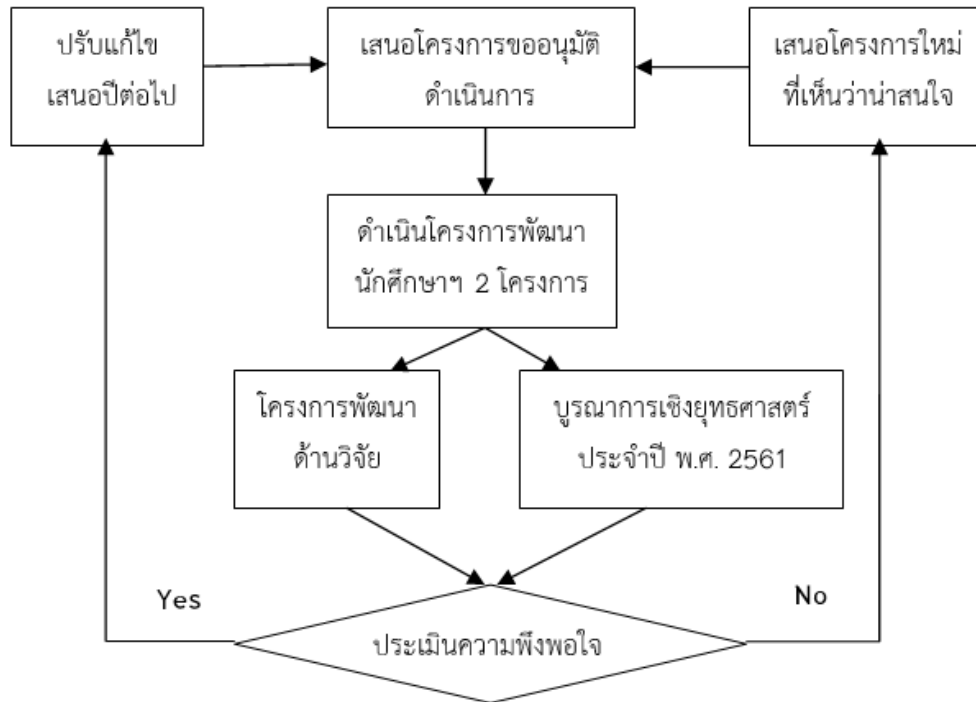 ปรับแก้ไข
เสนอปีต่อไป
เสนอโครงการขออนุมัติ
ดำเนินการ
เสนอโครงการใหม่
ที่เห็นว่าน่าสนใจ
ดำเนินโครงการพัฒนา
นักศึกษาฯ 2 โครงการ
โครงการพัฒนา
ด้านวิจัย
บูรณาการเชิงยุทธศาสตร์
ประจำปี พ.ศ. 2561
Yes
No
ประเมินความพึงพอใจ